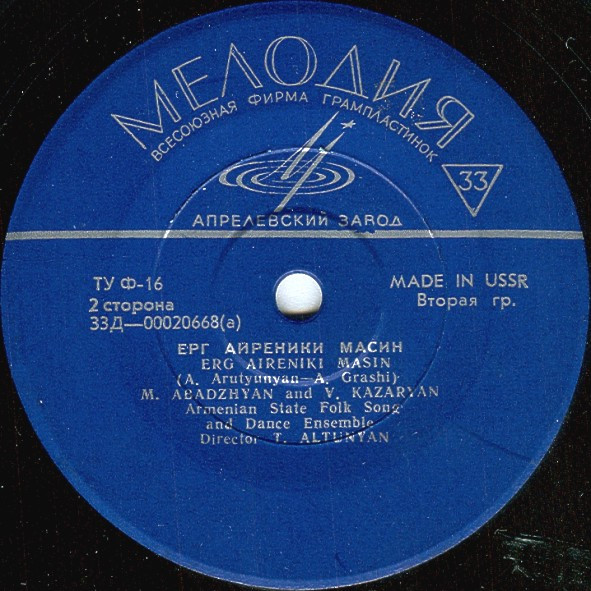 МЕЛОДИЯ
ВСЕСОЮЗНАЯ ФИРМА ГРАМПЛАСТИНОК
33
АПРЕЛЕВСКИЙ ЗАВОД
ТУ Ф-16
2 сторона
33Д—00020668(а)
MADE IN USSR
Вторая гр.
ЕРГ АЙРЕНИКИ МАСИН
ERG AIRENIKI MASIN
(A. Arutyunyan—A. Grashi)
M. ABADZHYAN and V. KAZARYAN
Armenian State Folk Song
and Dance Ensemble
Director T. ALTUNYAN